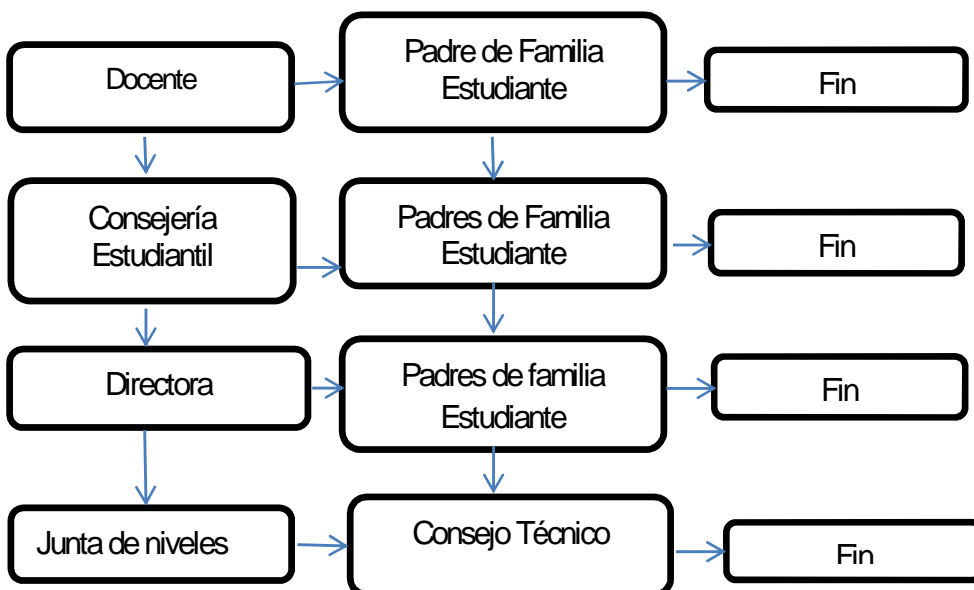 Docente
Padre de Familia
Estudiante
Fin
Consejería
Estudiantil
Padres de Familia
Estudiante
Fin
Directora
Padres de familia
Estudiante
Fin
Junta de niveles
Consejo Técnico
Fin